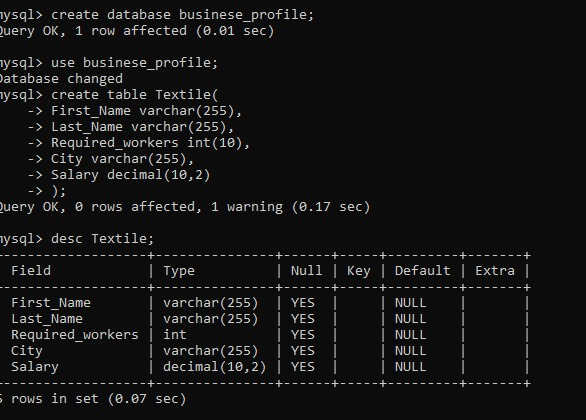 mysql> create database businese_profile;
Query OK, 1 row affected (0.01 sec)
mysql> use businese_profile;
Database changed
mysql> create table Textile(
-> First_Name varchar(255),
-> Last_Name varchar(255),
-> Required_workers int(10),
-> City varchar(255),
-> Salary decimal(10,2)
-> );
Query OK, 0 rows affected, 1 warning (0.17 sec)
mysql> desc Textile;
+------------------+---------------+------+-----+---------+-------+
| Field | Type | Null | Key | Default | Extra |
+------------------+---------------+------+-----+---------+-------+
| First_Name | varchar(255) | YES | | NULL | |
| Last_Name | varchar(255) | YES | | NULL | |
| Required_workers | int | YES | | NULL | |
| City | varchar(255) | YES | | NULL | |
| Salary | decimal(10,2) | YES | | NULL | |
+------------------+---------------+------+-----+---------+-------+
5 rows in set (0.07 sec)